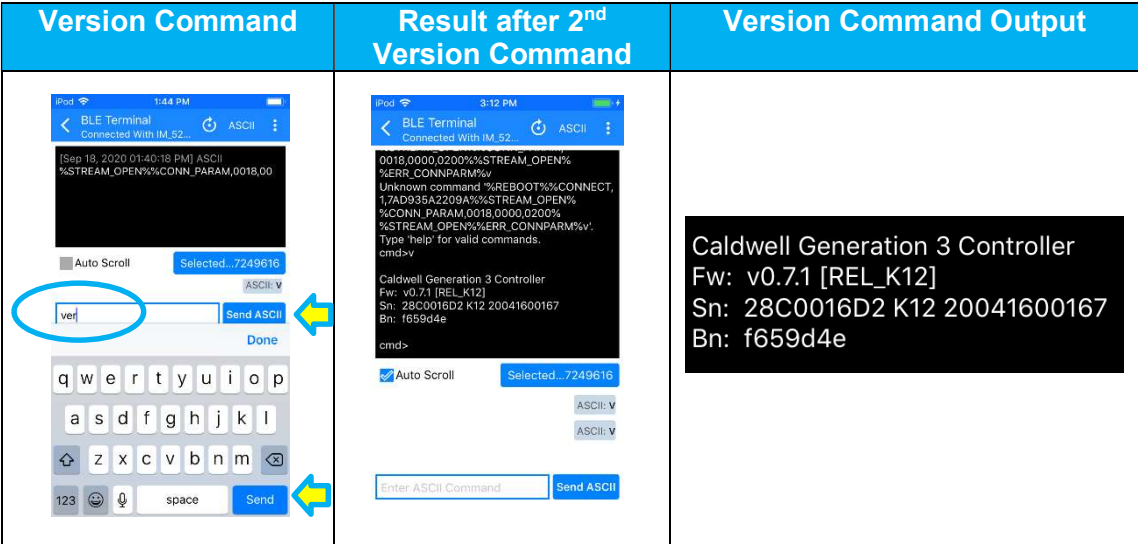 Version Command
Result after 2nd
Version Command
Version Command Output
iPod
1:44 PM
BLE Terminal
Connected With IM_52...
ASCII
[Sep 18, 2020 01:40:18 PM] ASCII
%STREAM_OPEN%%CONN_PARAM,0018,00
Auto Scroll
Selected...7249616
ASCII: V
ver
Send ASCII
Done
q w e r t y u i o p
a s d f g h j k l
z x c v b n m
123
space
Send
iPod
3:12 PM
BLE Terminal
Connected With IM_52...
ASCII
0018,0000,0200%%STREAM_OPEN%
%ERR_CONNPARM%v
Unknown command '%REBOOT%%CONNECT,
1,7AD935A2209A%%STREAM_OPEN%
%CONN_PARAM,0018,0000,0200%
%STREAM_OPEN%%ERR_CONNPARM%v'.
Type 'help' for valid commands.
cmd>v
Caldwell Generation 3 Controller
Fw: v0.7.1 [REL_K12]
Sn: 28C0016D2 K12 20041600167
Bn: f659d4e
cmd>
Auto Scroll
Selected...7249616
ASCII: V
ASCII: V
Enter ASCII Command
Send ASCII
Caldwell Generation 3 Controller
Fw: v0.7.1 [REL_K12]
Sn: 28C0016D2 K12 20041600167
Bn: f659d4e